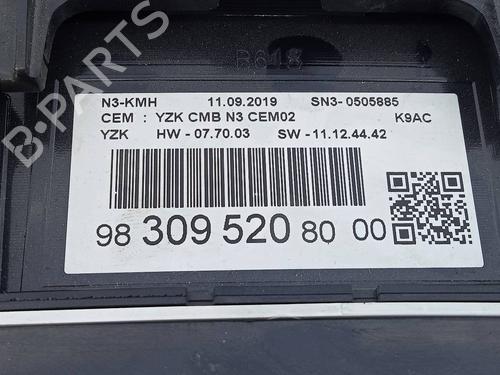 B-PARTS
R618
N3-KMH 11.09.2019 SN3- 0505885
CEM : YZK CMB N3 CEM02 K9AC
YZK HW - 07.70.03 SW - 11.12.44.42
98 309 520 80 00